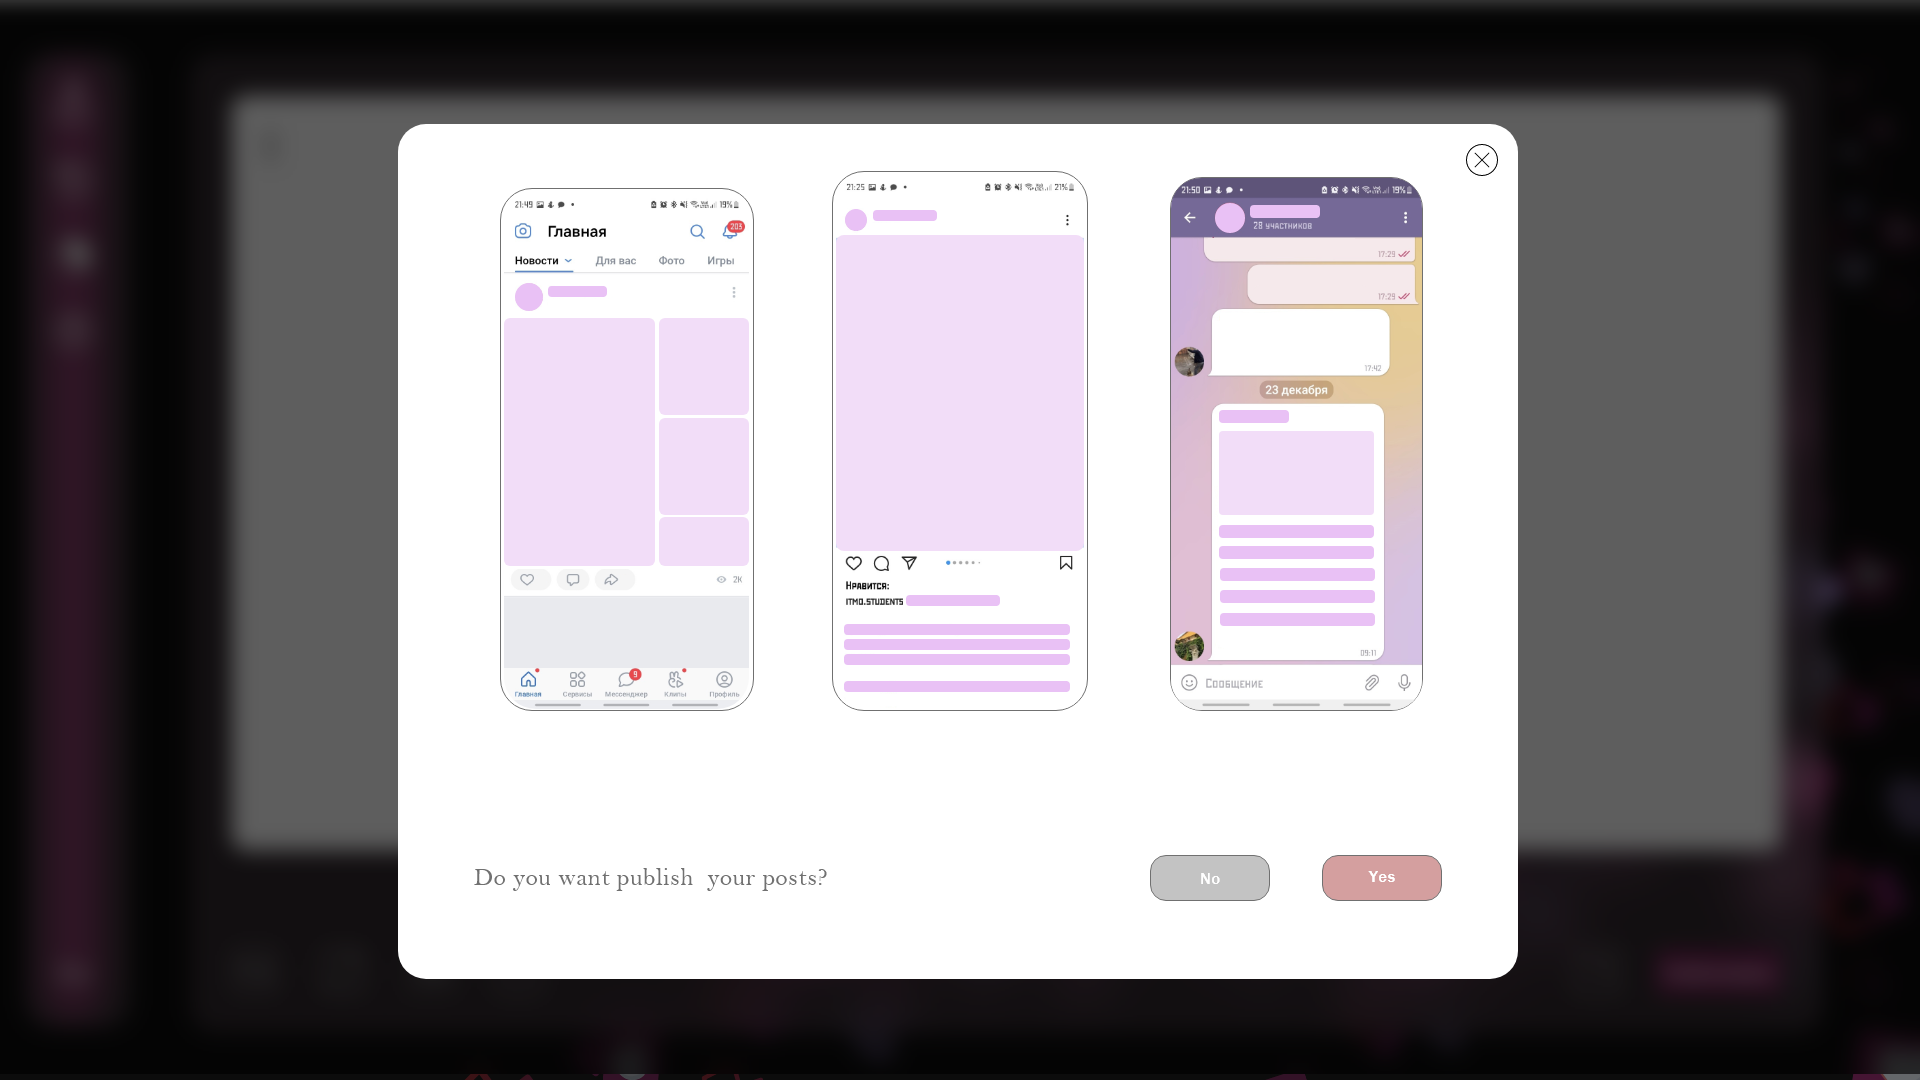 21:49
19%
Главная
203
Новости
Для вас
Фото
Игры
2K
9
Главная
Сервисы
Мессенджер
Клипы
Профиль
21:25
21%
Нравится:
ITMO.STUDENTS
21:50
19%
28 участников
17:29
17:29
17:42
23 декабря
09:11
Сообщение
Do you want publish your posts?
No
Yes